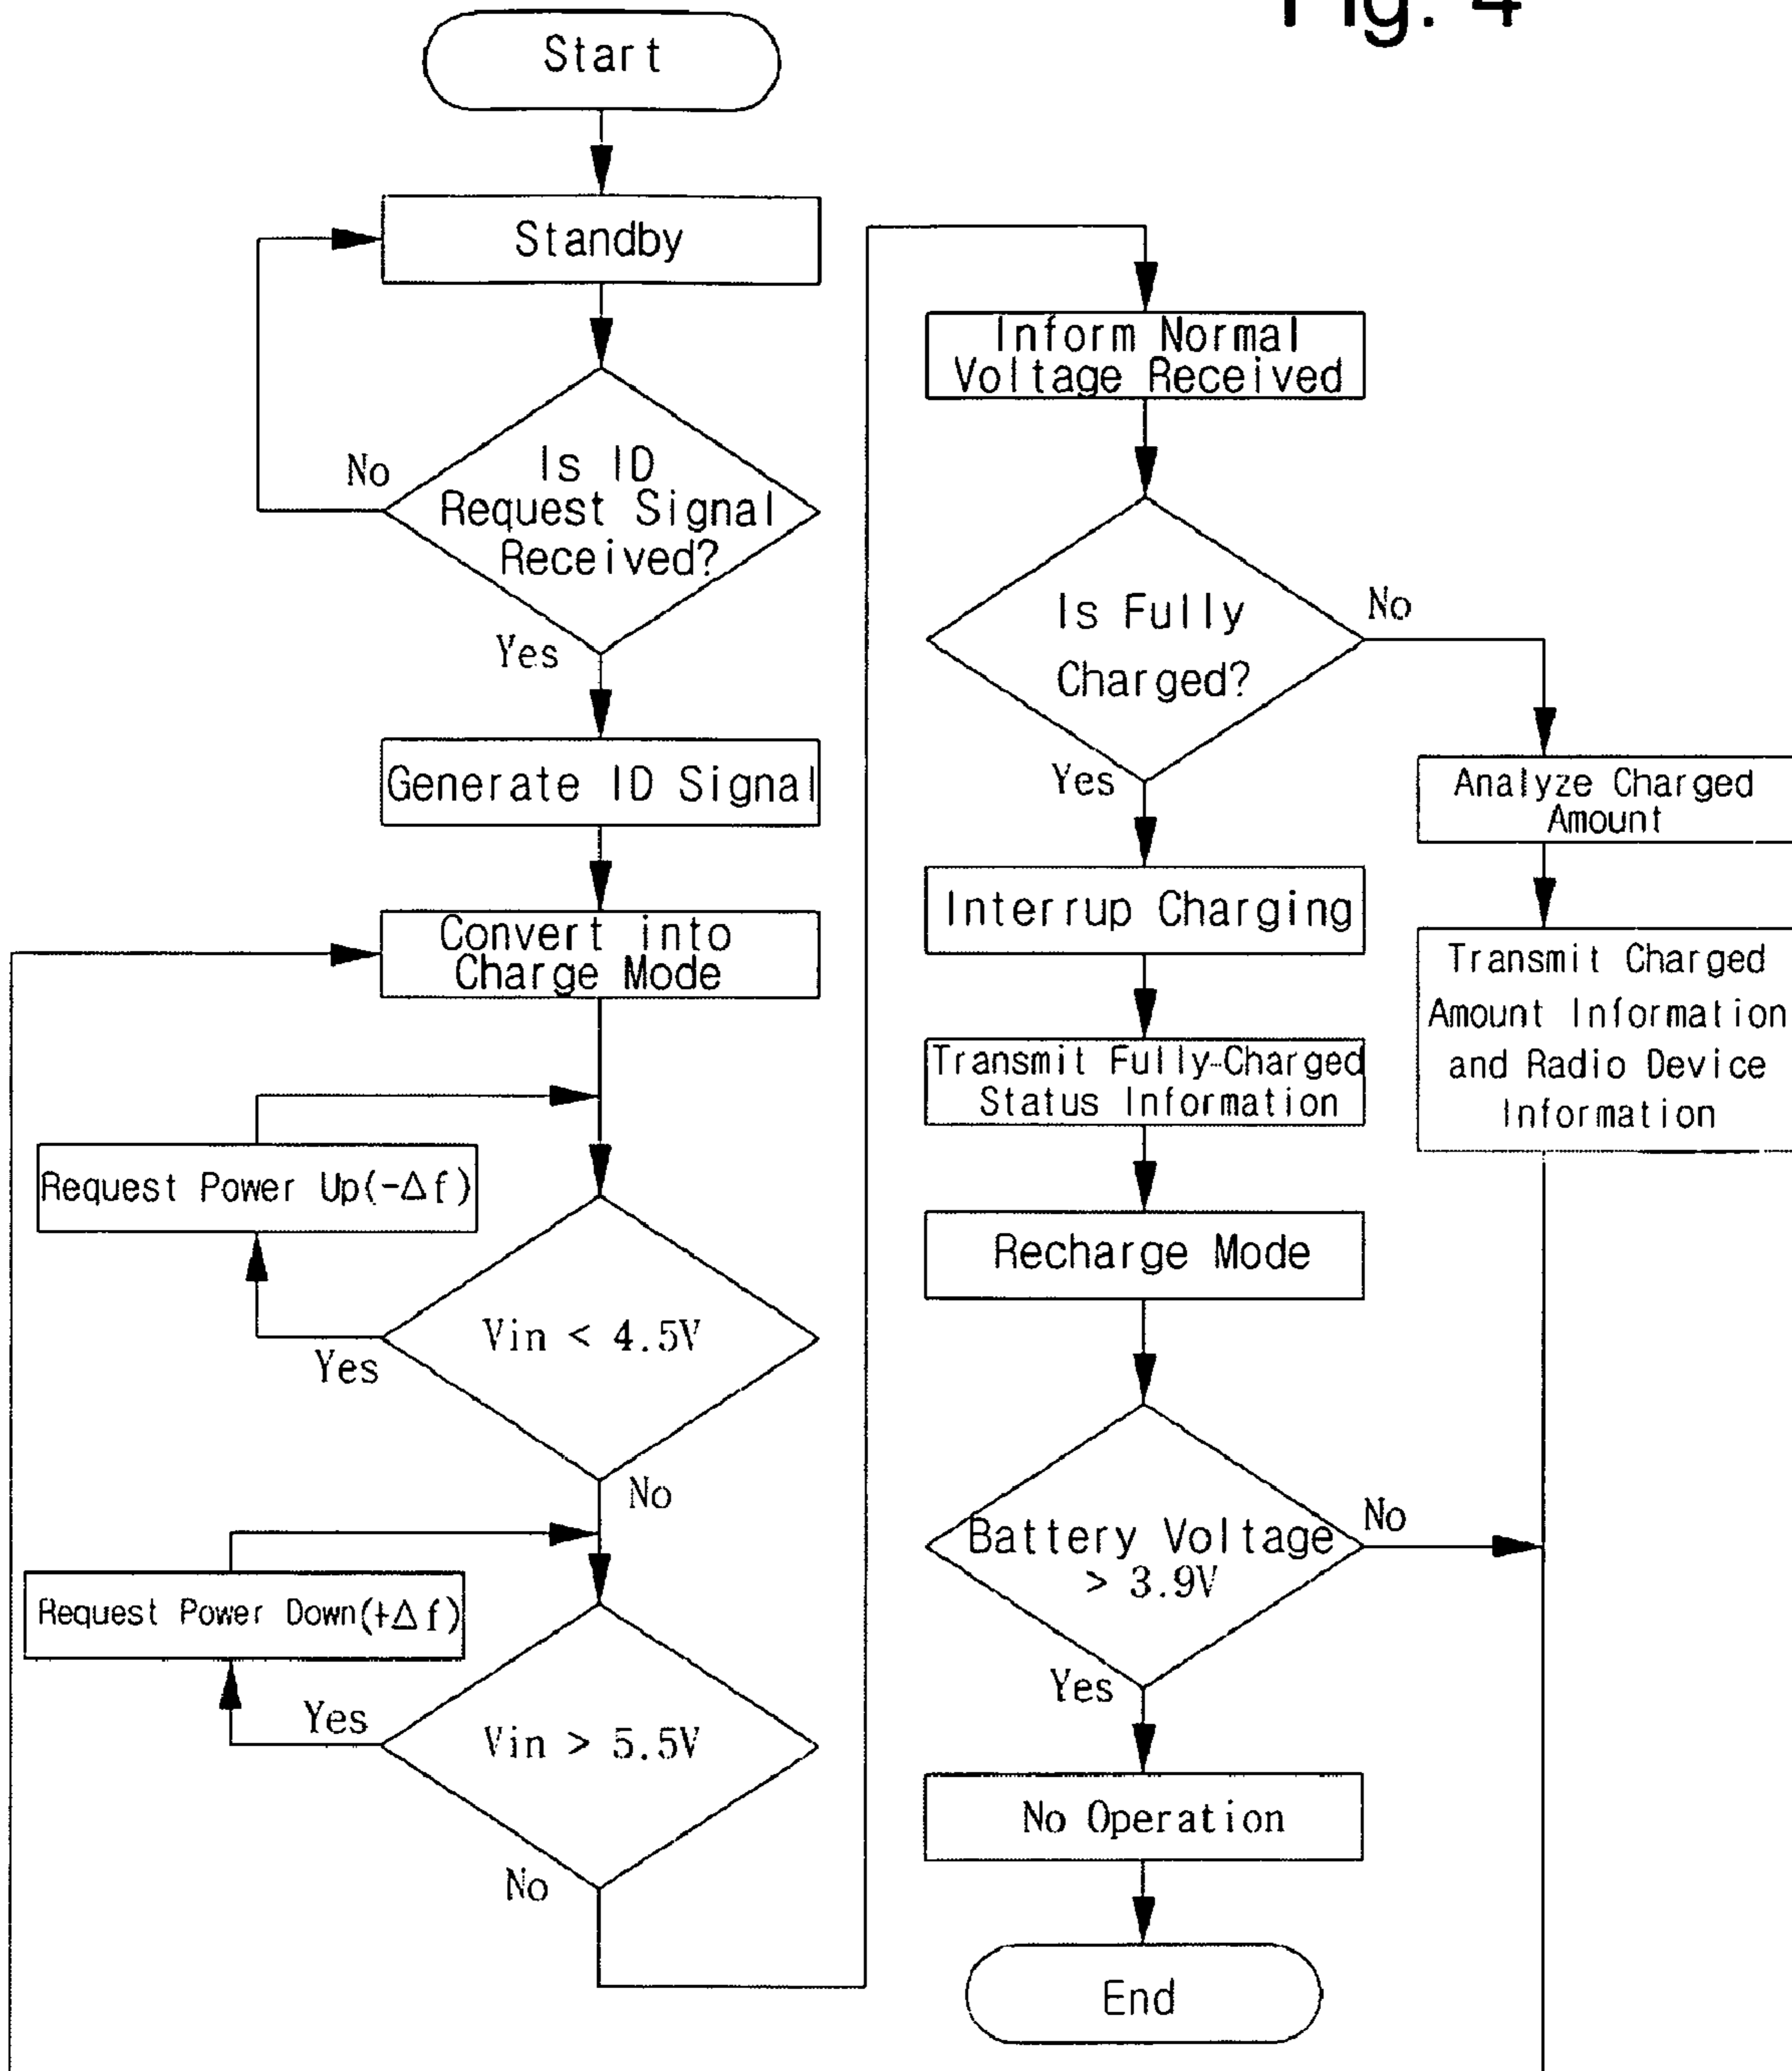 Fig. 4
Start
Standby
No
Is ID
Request Signal
Received?
Yes
Generate ID Signal
Convert into
Charge Mode
Request Power Up(-Δf)
Vin < 4.5V
Yes
No
Request Power Down(+Δf)
Yes
Vin > 5.5V
No
Inform Normal
Voltage Received
Is Fully
Charged?
No
Yes
Analyze Charged
Amount
Interrup Charging
Transmit Charged
Amount Information
and Radio Device
Information
Transmit Fully-Charged
Status Information
Recharge Mode
Battery Voltage
> 3.9V
No
Yes
No Operation
End